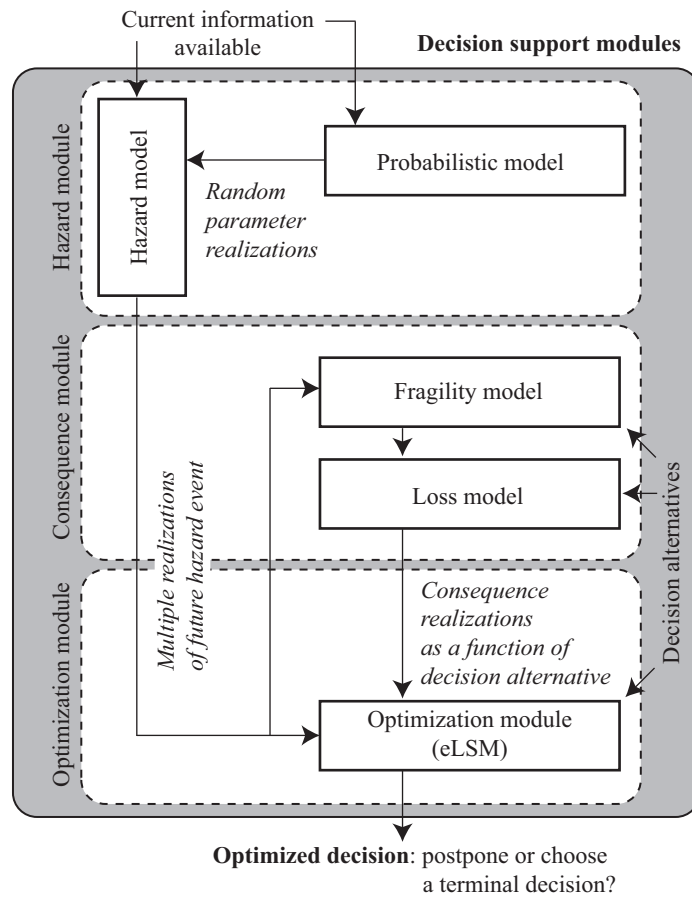 Current information
available
Decision support modules
Hazard module
Hazard model
Probabilistic model
Random
parameter
realizations
Consequence module
Fragility model
Loss model
Multiple realizations
of future hazard event
Decision alternatives
Optimization module
Consequence
realizations
as a function of
decision alternative
Optimization module
(eLSM)
Optimized decision: postpone or choose
a terminal decision?